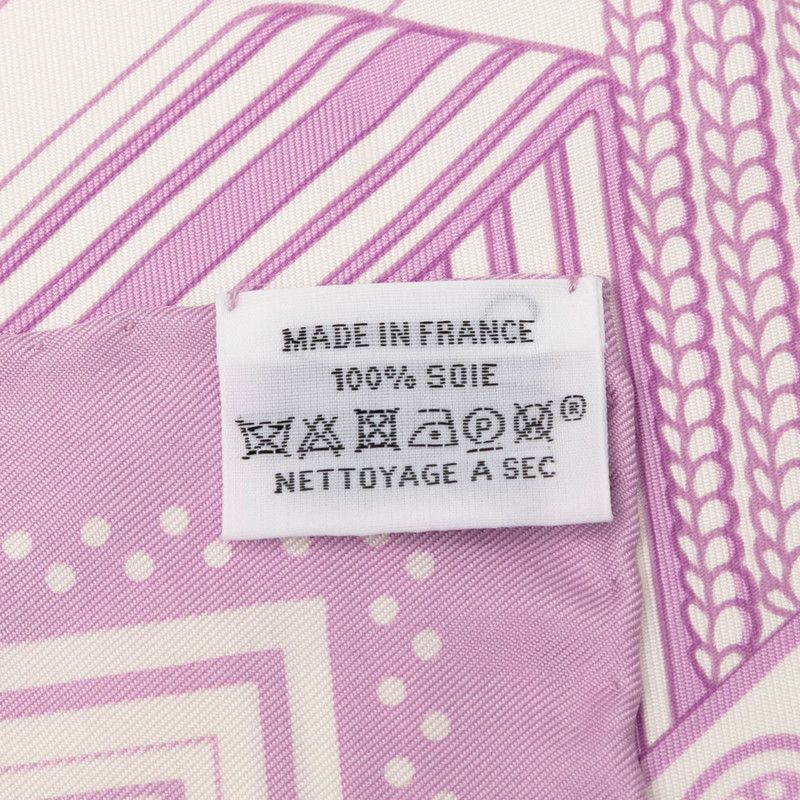 MADE IN FRANCE
100% SOIE
P W ®
NETTOYAGE A SEC